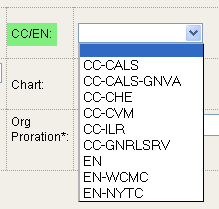 CC/EN:
CC-CALS
CC-CALS-GNVA
CC-CHE
Chart:
CC-CVM
CC-ILR
Org
CC-GNRLSRV
Proration*:
EN
EN-WCMC
EN-NYTC